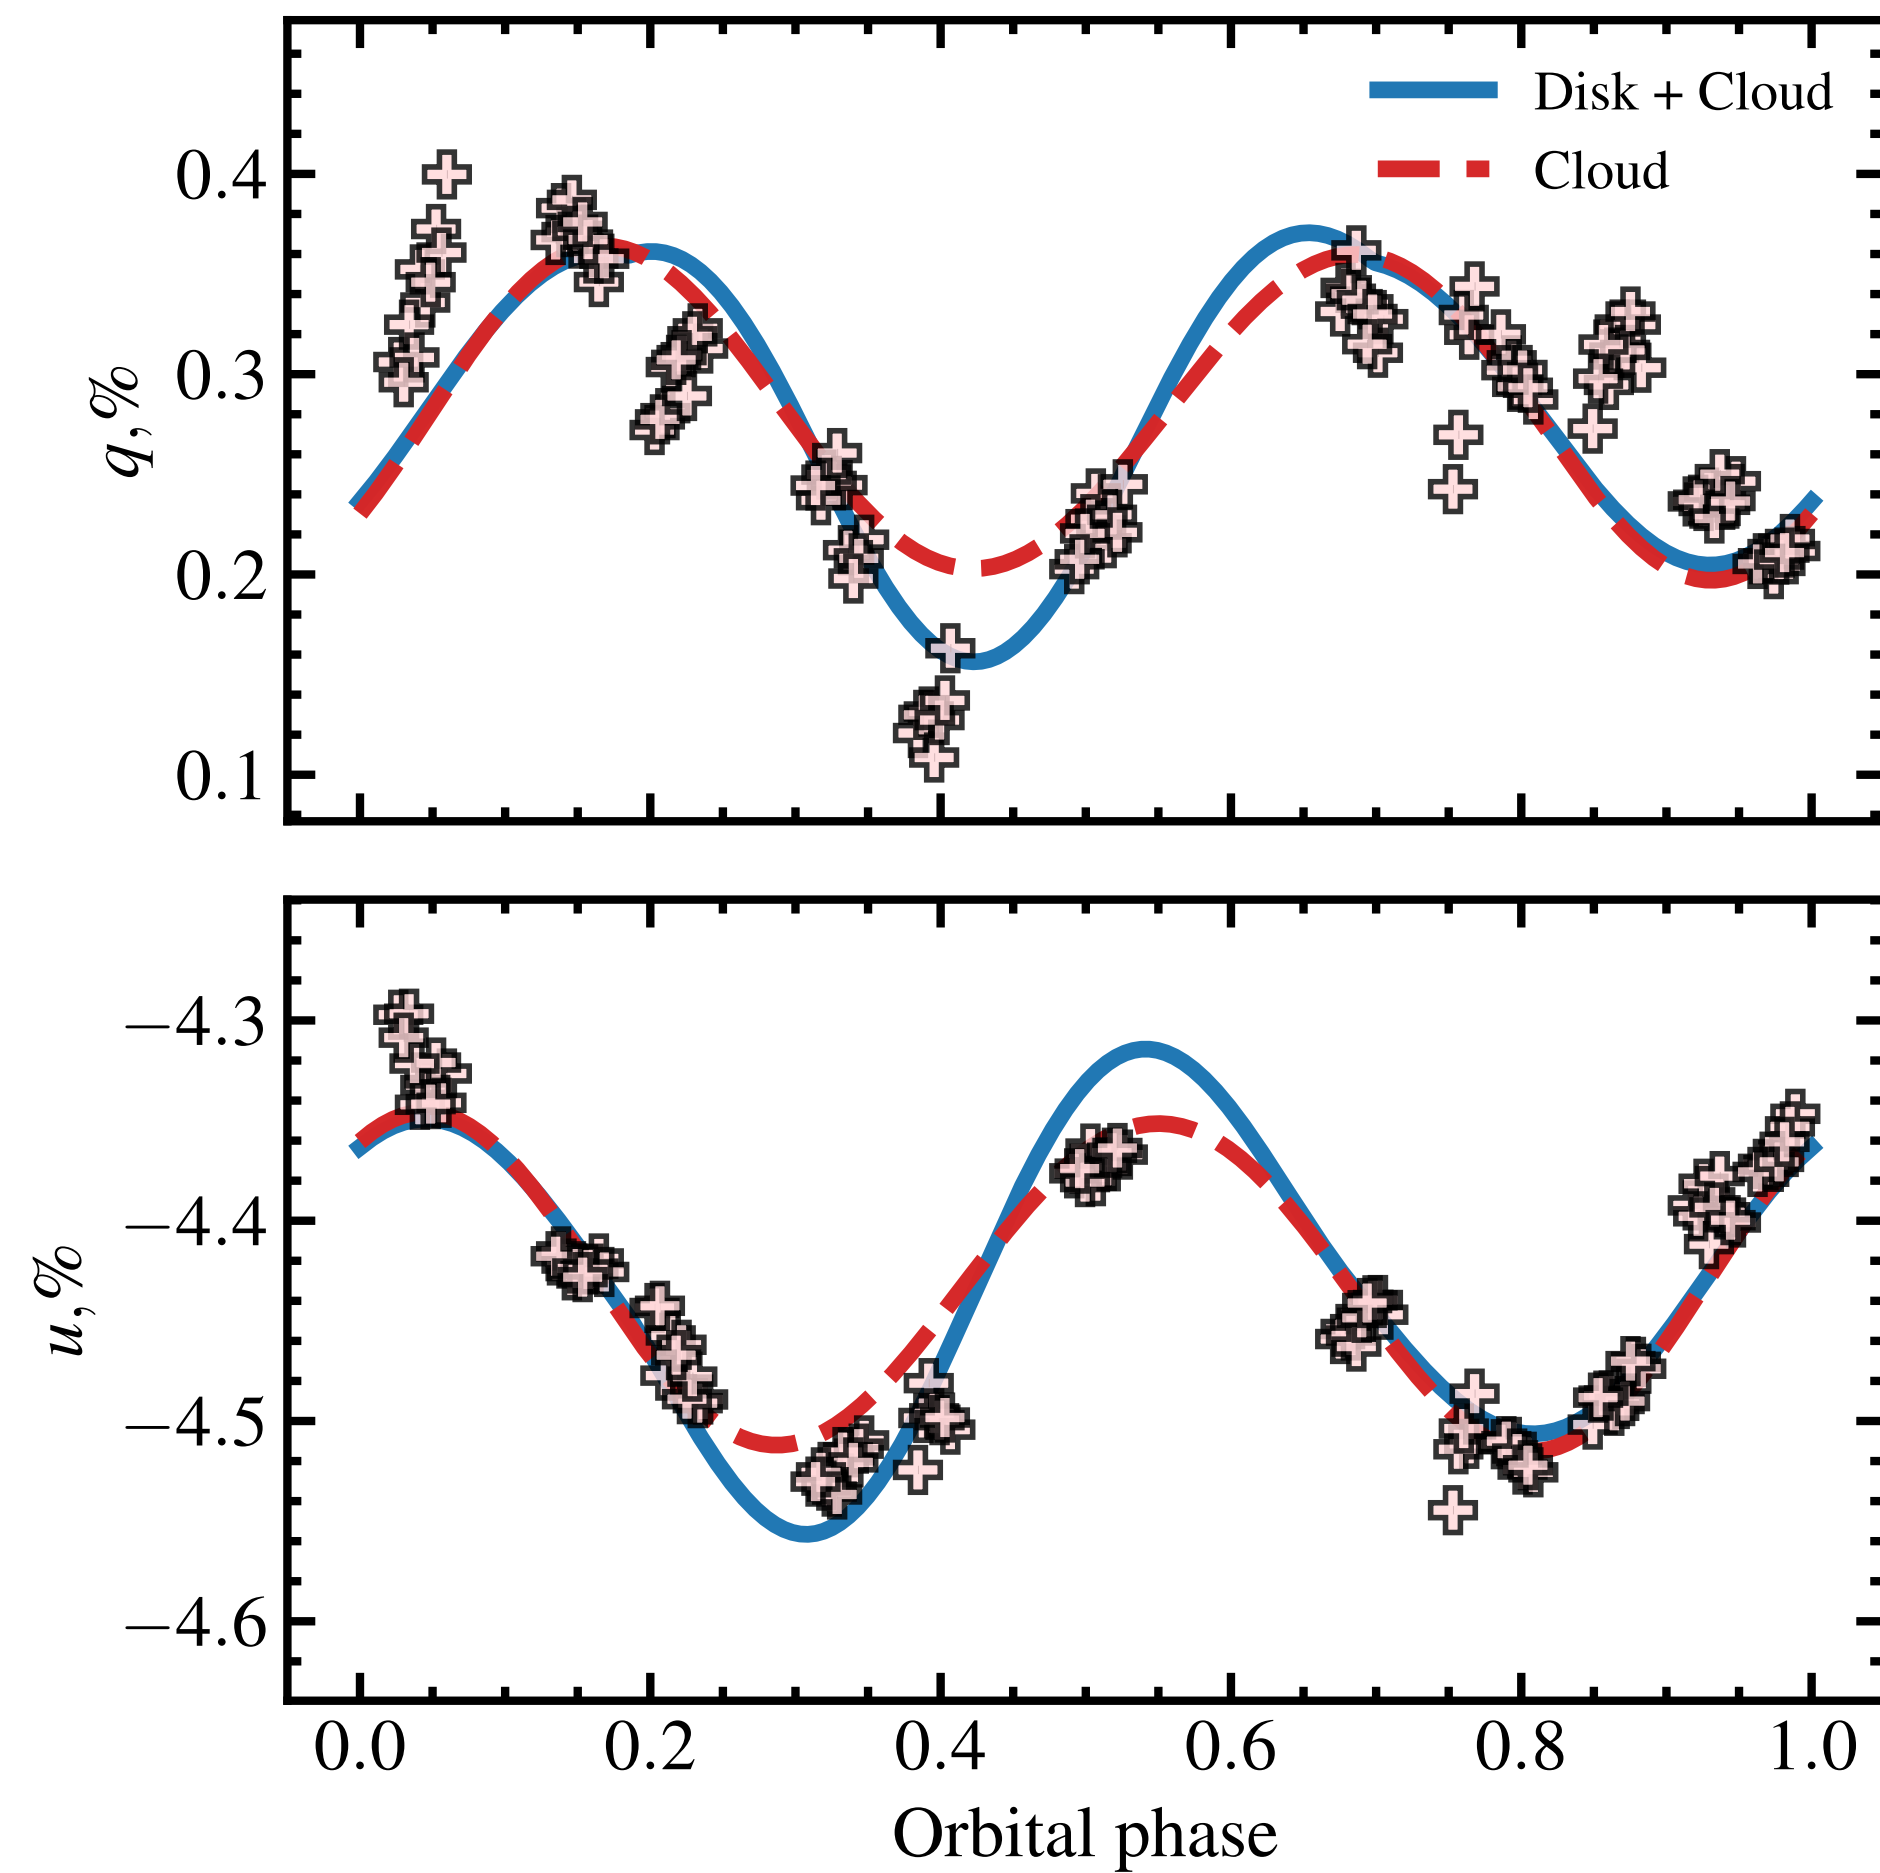 Disk + Cloud
Cloud
0.4
0.3
0.2
0.1
q,%
−4.3
−4.4
−4.5
−4.6
u,%
0.0 0.2 0.4 0.6 0.8 1.0
Orbital phase